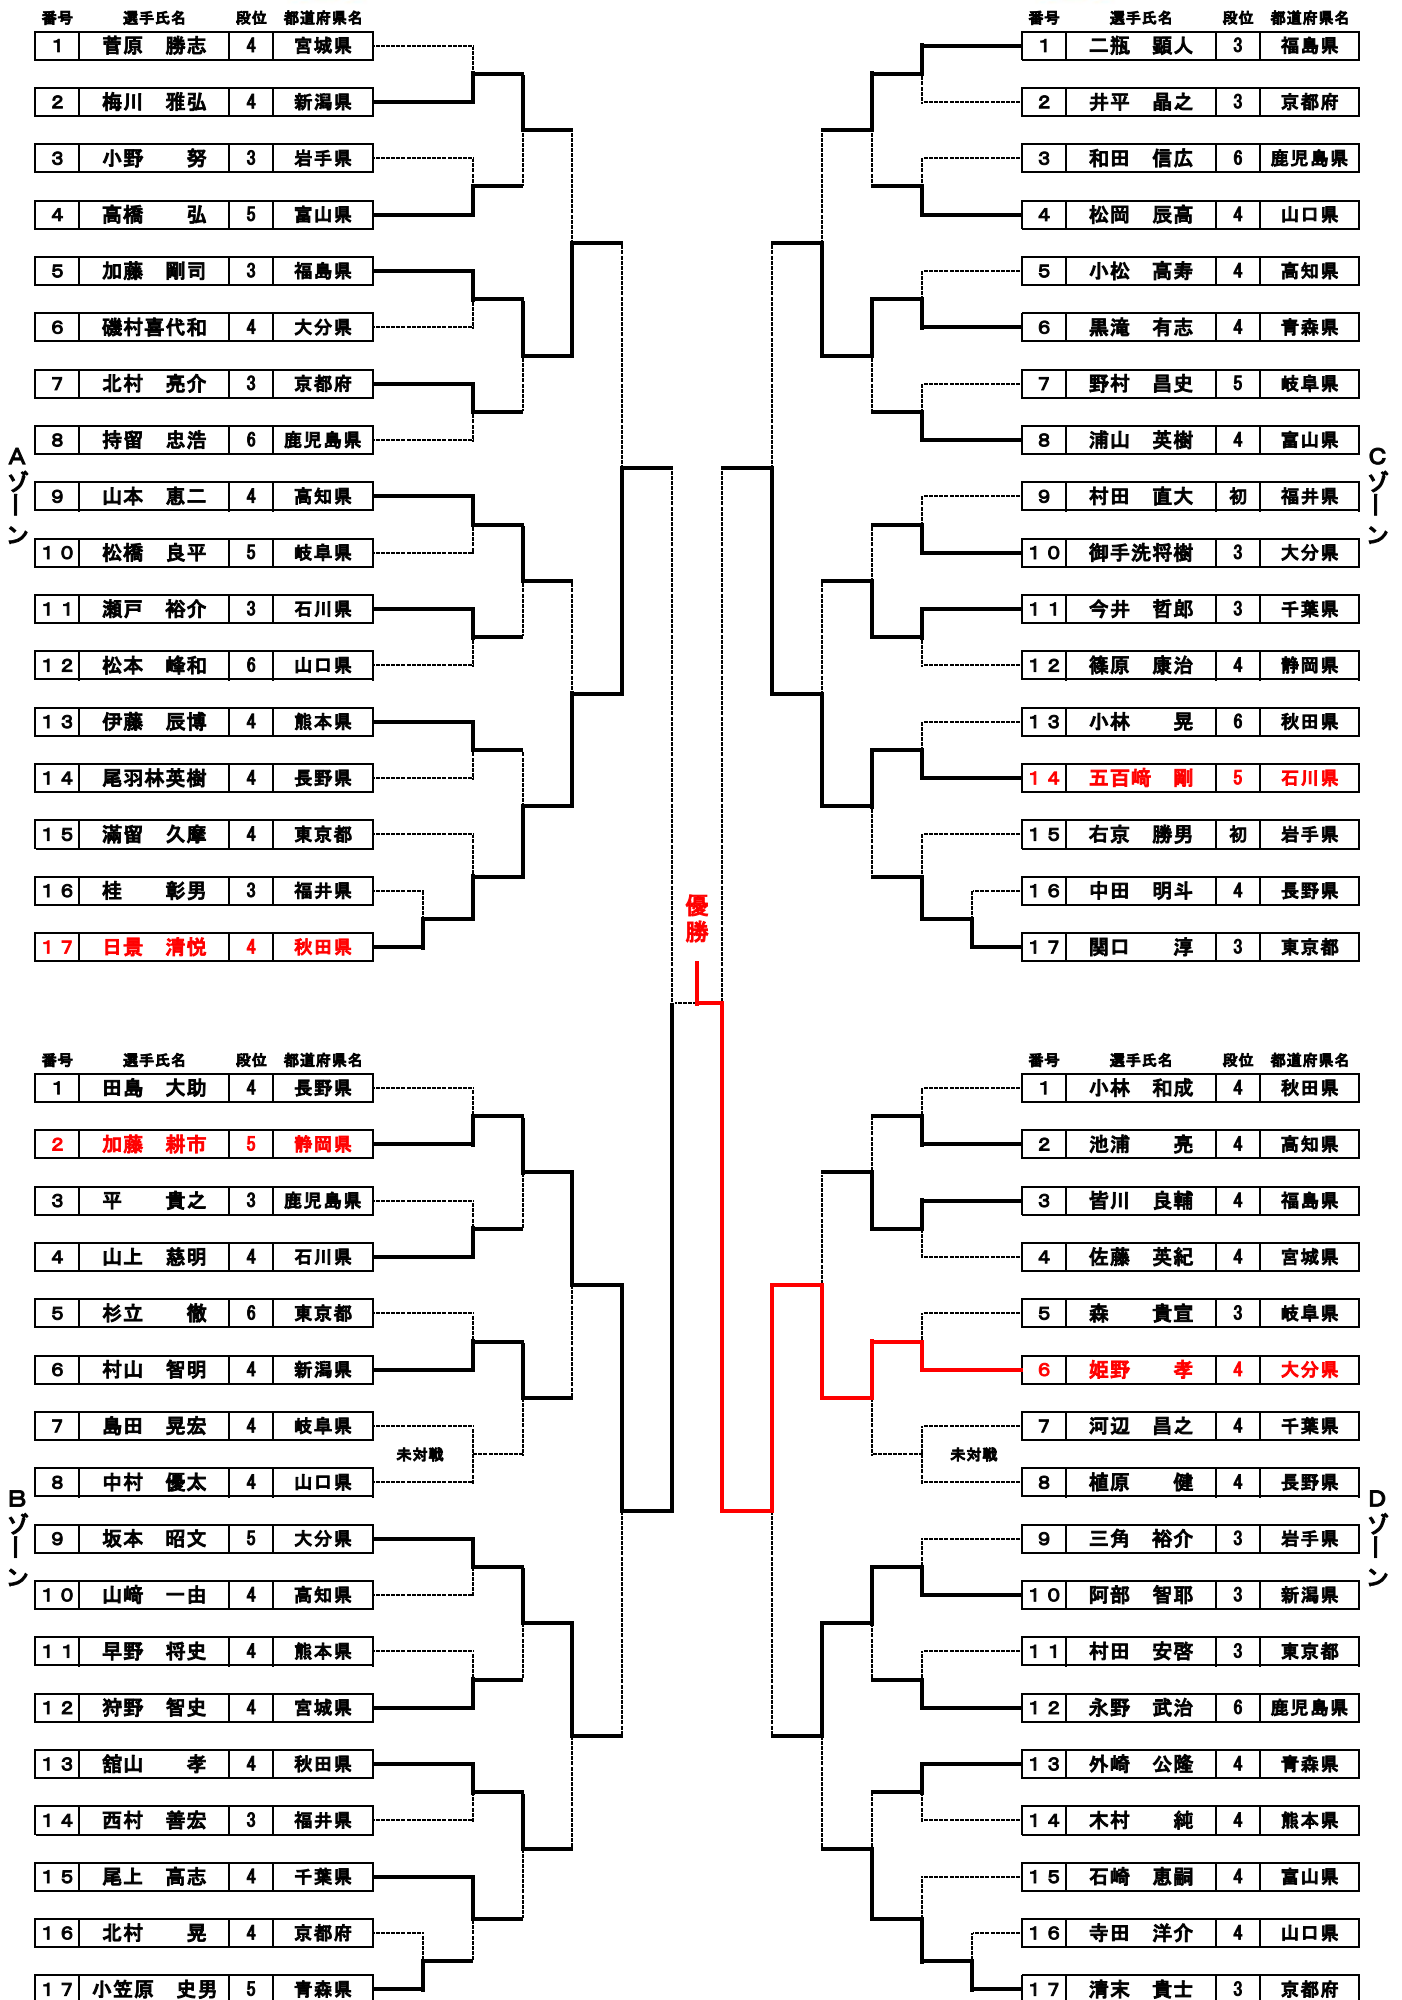 番号 選手氏名 段位 都道府県名
1 菅原 勝志 4 宮城県
2 梅川 雅弘 4 新潟県
3 小野 努 3 岩手県
4 高橋 弘 5 富山県
5 加藤 剛司 3 福島県
6 磯村喜代和 4 大分県
7 北村 亮介 3 京都府
8 持留 忠浩 6 鹿児島県
Aゾーン
9 山本 恵二 4 高知県
10 松橋 良平 5 岐阜県
11 瀬戸 裕介 3 石川県
12 松本 峰和 6 山口県
13 伊藤 辰博 4 熊本県
14 尾羽林英樹 4 長野県
15 滿留 久摩 4 東京都
16 桂 彰男 3 福井県
17 日景 清悦 4 秋田県
番号 選手氏名 段位 都道府県名
1 二瓶 顕人 3 福島県
2 井平 晶之 3 京都府
3 和田 信広 6 鹿児島県
4 松岡 辰高 4 山口県
5 小松 高寿 4 高知県
6 黒滝 有志 4 青森県
7 野村 昌史 5 岐阜県
8 浦山 英樹 4 富山県
Cゾーン
9 村田 直大 初 福井県
10 御手洗将樹 3 大分県
11 今井 哲郎 3 千葉県
12 篠原 康治 4 静岡県
13 小林 晃 6 秋田県
14 五百﨑 剛 5 石川県
15 右京 勝男 初 岩手県
16 中田 明斗 4 長野県
17 関口 淳 3 東京都
優勝
番号 選手氏名 段位 都道府県名
1 田島 大助 4 長野県
2 加藤 耕市 5 静岡県
3 平 貴之 3 鹿児島県
4 山上 慈明 4 石川県
5 杉立 徹 6 東京都
6 村山 智明 4 新潟県
7 島田 晃宏 4 岐阜県
未対戦
8 中村 優太 4 山口県
Bゾーン
9 坂本 昭文 5 大分県
10 山﨑 一由 4 高知県
11 早野 将史 4 熊本県
12 狩野 智史 4 宮城県
13 舘山 孝 4 秋田県
14 西村 善宏 3 福井県
15 尾上 高志 4 千葉県
16 北村 晃 4 京都府
17 小笠原 史男 5 青森県
番号 選手氏名 段位 都道府県名
1 小林 和成 4 秋田県
2 池浦 亮 4 高知県
3 皆川 良輔 4 福島県
4 佐藤 英紀 4 宮城県
5 森 貴宣 3 岐阜県
6 姫野 孝 4 大分県
7 河辺 昌之 4 千葉県
未対戦
8 植原 健 4 長野県
Dゾーン
9 三角 裕介 3 岩手県
10 阿部 智耶 3 新潟県
11 村田 安啓 3 東京都
12 永野 武治 6 鹿児島県
13 外崎 公隆 4 青森県
14 木村 純 4 熊本県
15 石崎 恵嗣 4 富山県
16 寺田 洋介 4 山口県
17 清末 貴士 3 京都府